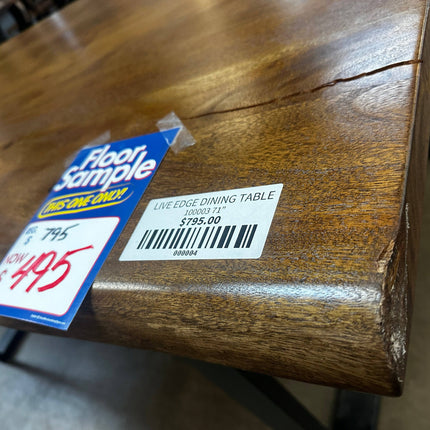 Floor
Sample
THIS ONE ONLY!
REG. $ 795
NOW $ 495
LIVE EDGE DINING TABLE
100003 71"
$795.00
000004